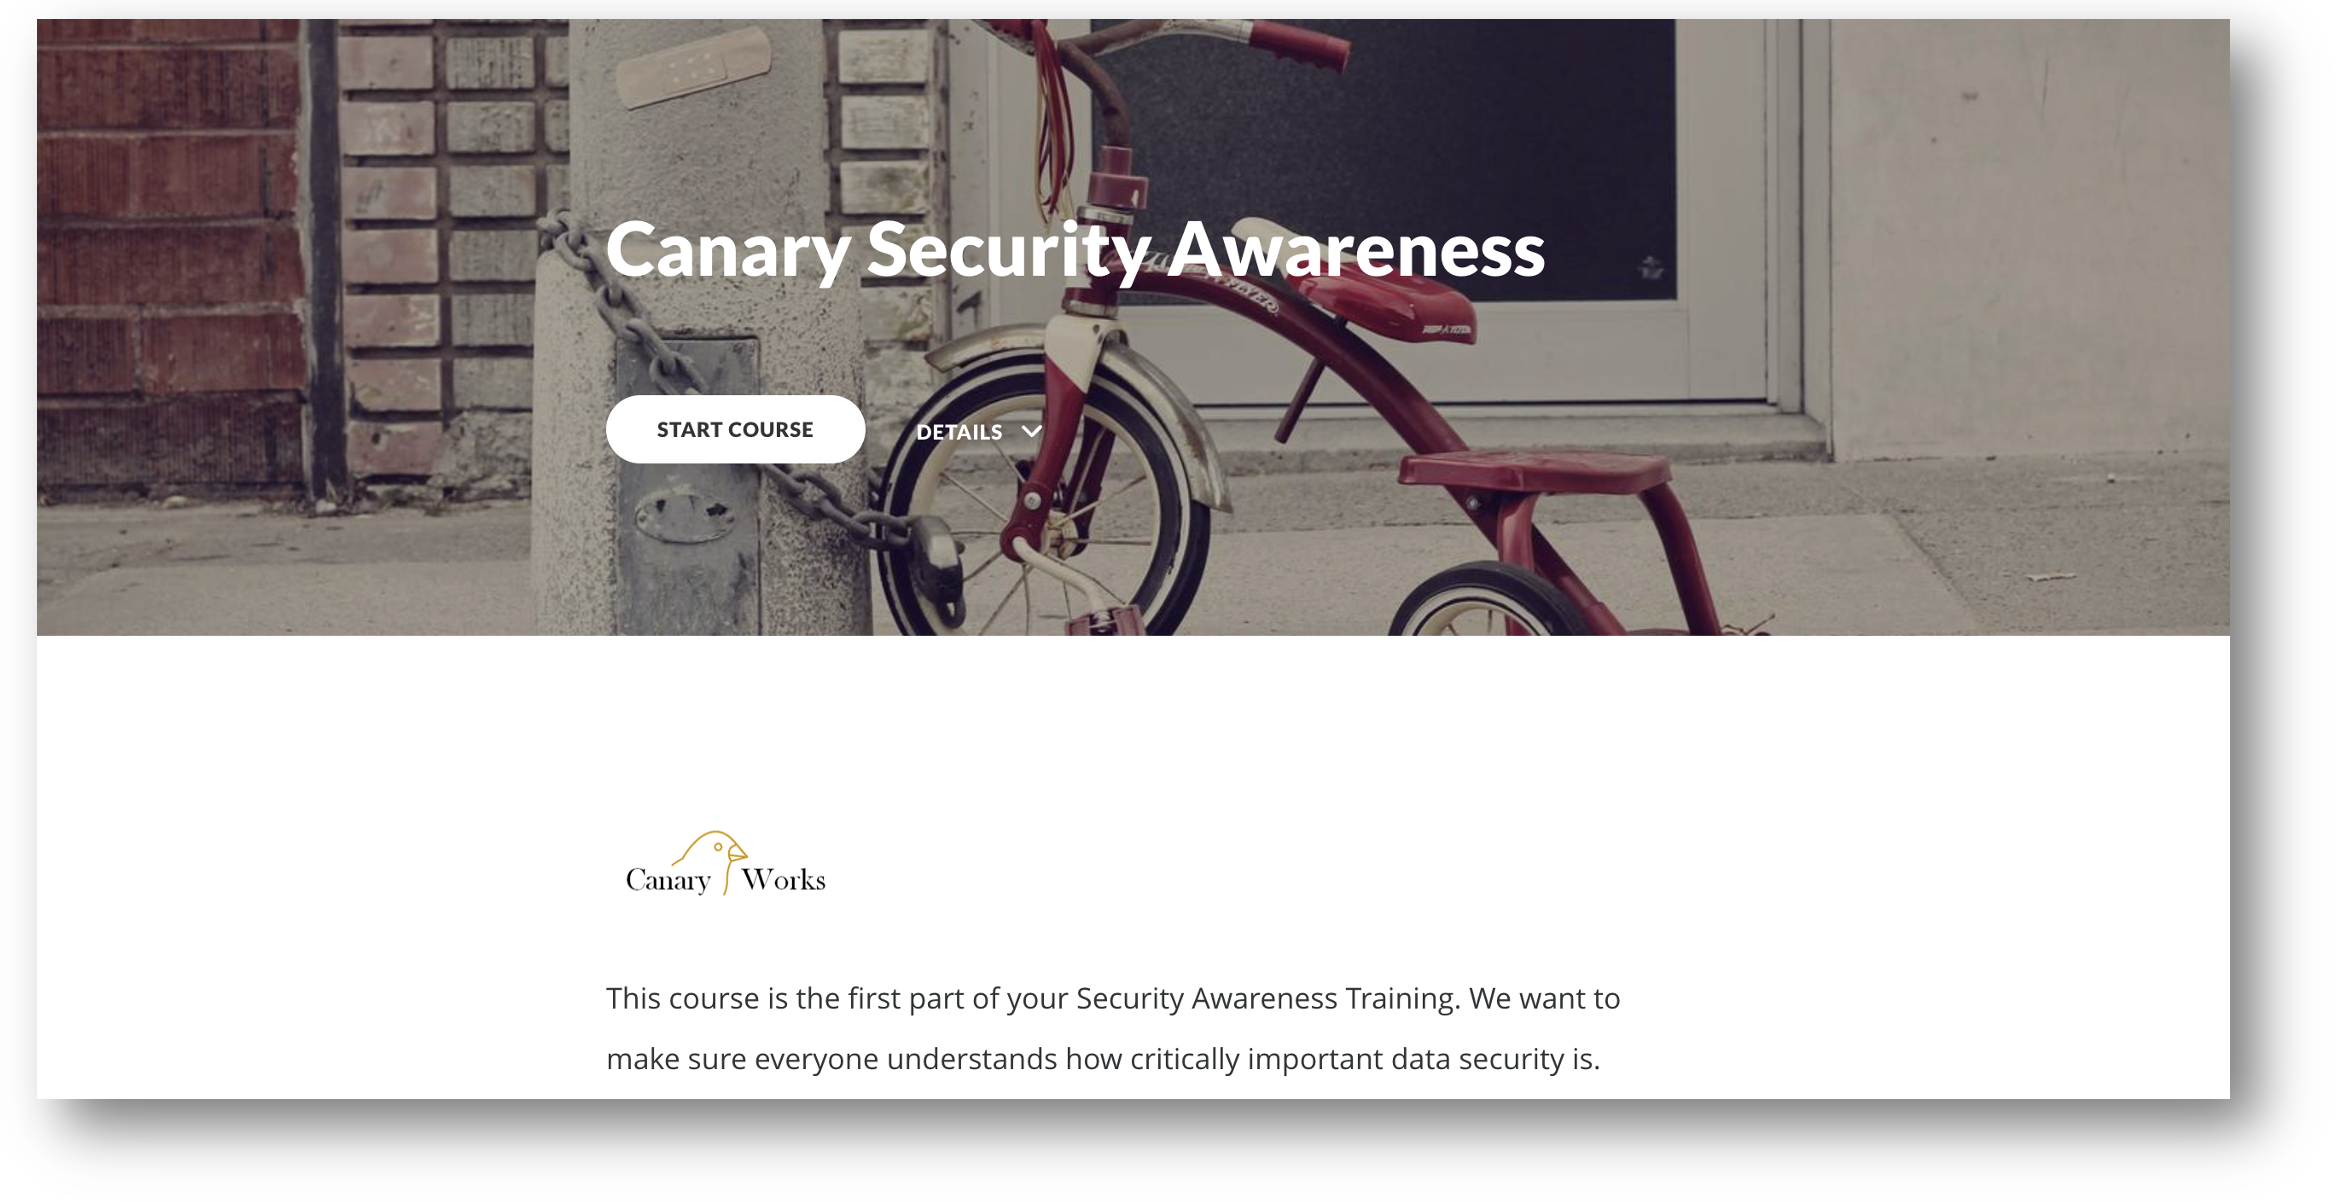 Canary Security Awareness
START COURSE
DETAILS
Canary Works
This course is the first part of your Security Awareness Training. We want to
make sure everyone understands how critically important data security is.